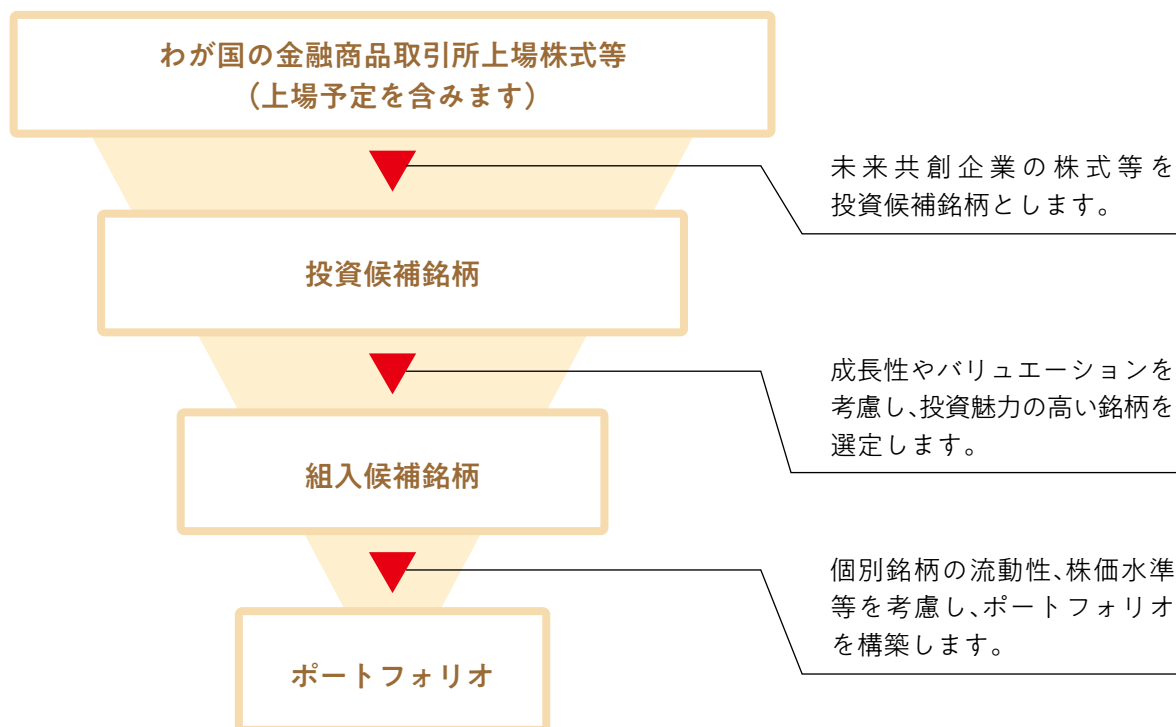 わが国の金融商品取引所上場株式等
(上場予定を含みます)
未来共創企業の株式等を
投資候補銘柄とします。
投資候補銘柄
成長性やバリュエーションを
考慮し、投資魅力の高い銘柄を
選定します。
組入候補銘柄
個別銘柄の流動性、株価水準
等を考慮し、ポートフォリオ
を構築します。
ポートフォリオ